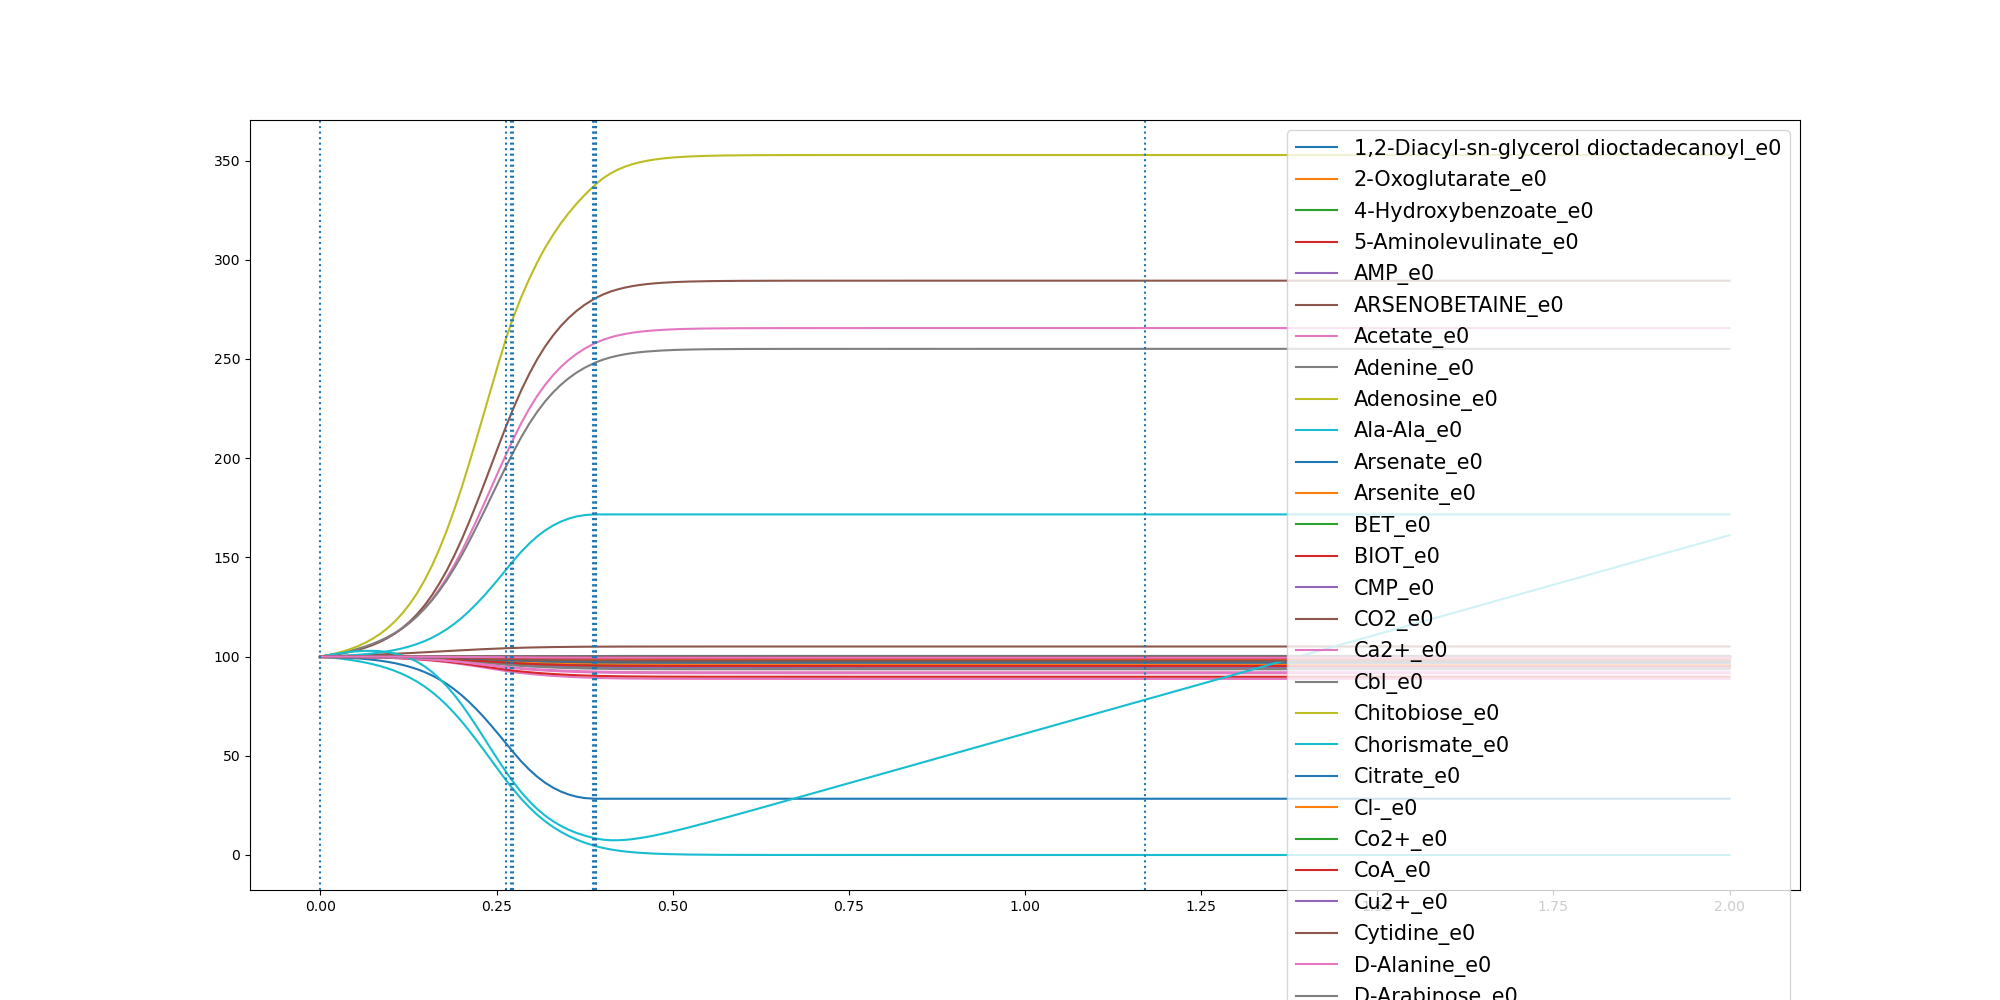 350
300
250
200
150
100
50
0
0.00
0.25
0.50
0.75
1.00
1.25
1.75
2.00
1,2-Diacyl-sn-glycerol dioctadecanoyl_e0
2-Oxoglutarate_e0
4-Hydroxybenzoate_e0
5-Aminolevulinate_e0
AMP_e0
ARSENOBETAINE_e0
Acetate_e0
Adenine_e0
Adenosine_e0
Ala-Ala_e0
Arsenate_e0
Arsenite_e0
BET_e0
BIOT_e0
CMP_e0
CO2_e0
Ca2+_e0
Cbl_e0
Chitobiose_e0
Chorismate_e0
Citrate_e0
Cl-_e0
Co2+_e0
CoA_e0
Cu2+_e0
Cytidine_e0
D-Alanine_e0
D-Arabinose_e0